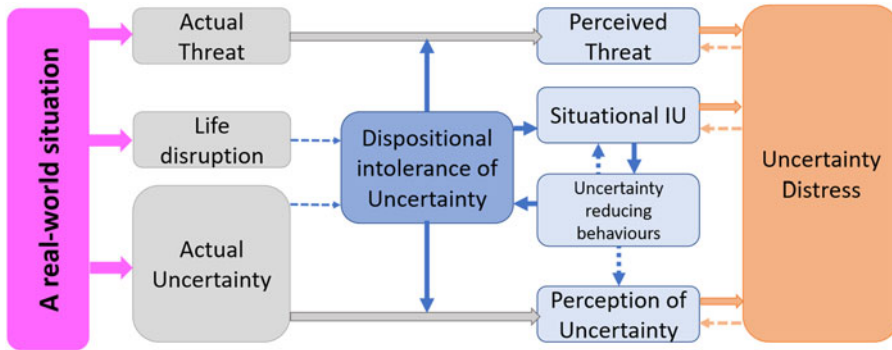 A real-world situation
Actual
Threat
Life
disruption
Actual
Uncertainty
Dispositional
intolerance of
Uncertainty
Perceived
Threat
Situational IU
Uncertainty
reducing
behaviours
Perception of
Uncertainty
Uncertainty
Distress